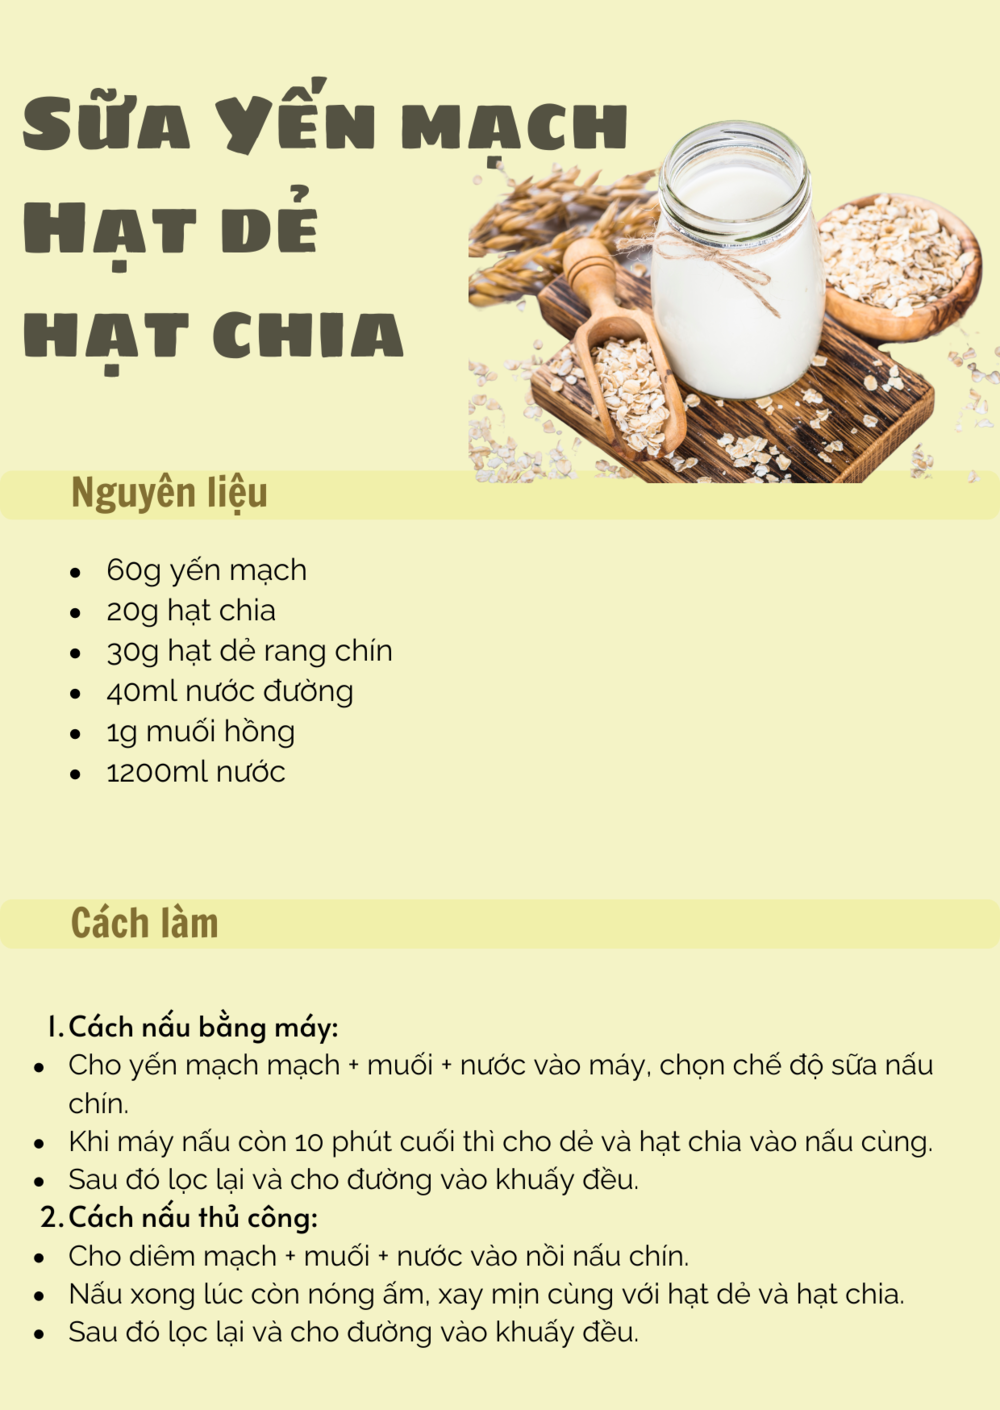 Sữa Yến mạch
Hạt dẻ
hạt chia
Nguyên liệu
• 60g yến mạch
• 20g hạt chia
• 30g hạt dẻ rang chín
• 40ml nước đường
• 1g muối hồng
• 1200ml nước
Cách làm
1. Cách nấu bằng máy:
• Cho yến mạch mạch + muối + nước vào máy, chọn chế độ sữa nấu
chín.
• Khi máy nấu còn 10 phút cuối thì cho dẻ và hạt chia vào nấu cùng.
• Sau đó lọc lại và cho đường vào khuấy đều.
2. Cách nấu thủ công:
• Cho diêm mạch + muối + nước vào nồi nấu chín.
• Nấu xong lúc còn nóng ấm, xay mịn cùng với hạt dẻ và hạt chia.
• Sau đó lọc lại và cho đường vào khuấy đều.